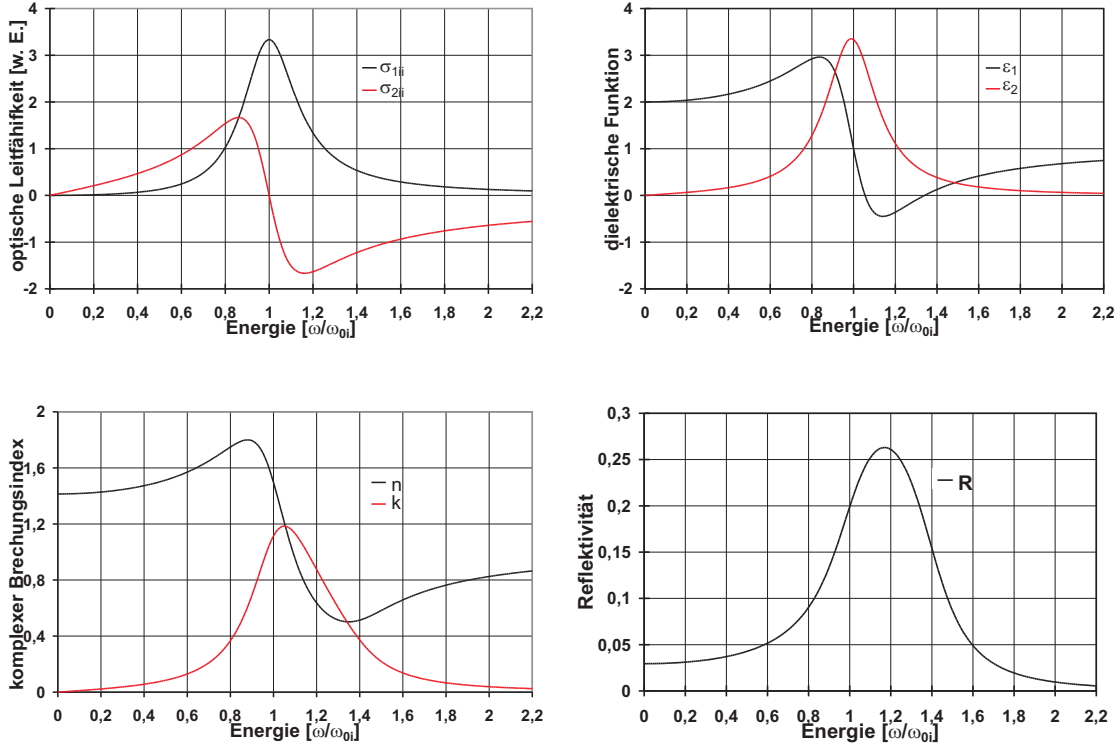 optische Leitfähifkeit [w. E.]
4
3
2
1
0
-1
-2
σ1ii
σ2ii
0 0,2 0,4 0,6 0,8 1 1,2 1,4 1,6 1,8 2 2,2
Energie [ω/ω0i]
dielektrische Funktion
4
3
2
1
0
-1
-2
ε1
ε2
0 0,2 0,4 0,6 0,8 1 1,2 1,4 1,6 1,8 2 2,2
Energie [ω/ω0i]
komplexer Brechungsindex
2
1,6
1,2
0,8
0,4
0
n
k
0 0,2 0,4 0,6 0,8 1 1,2 1,4 1,6 1,8 2 2,2
Energie [ω/ω0i]
Reflektivität
0,3
0,25
0,2
0,15
0,1
0,05
0
R
0 0,2 0,4 0,6 0,8 1 1,2 1,4 1,6 1,8 2 2,2
Energie [ω/ω0i]